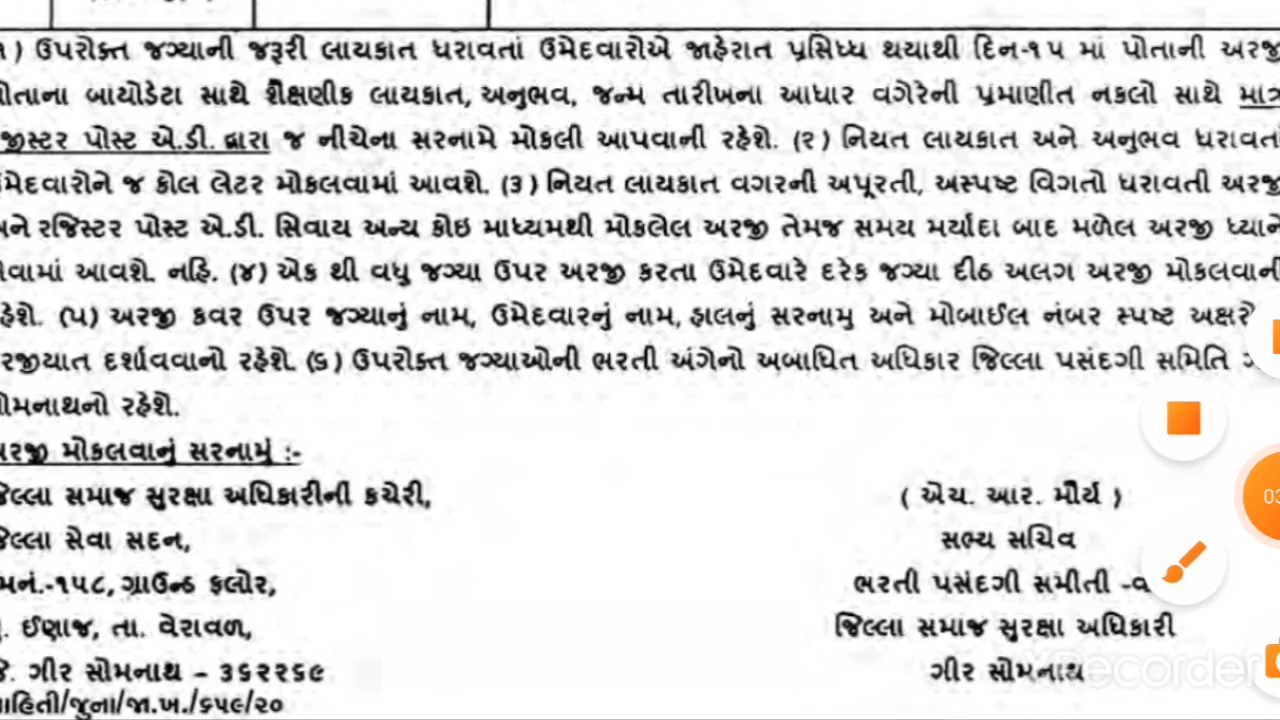 ૧) ઉપરોક્ત જગ્યાની જરૂરી લાયકાત ધરાવતાં ઉમેદવારોએ જાહેરાત પ્રસિધ્ધ થયાથી દિન-૧૫ માં પોતાની અરજી
પોતાના બાયોડેટા સાથે શૈક્ષણીક લાયકાત, અનુભવ, જન્મ તારીખના આધાર વગેરેની પ્રમાણીત નકલો સાથે માત્ર
જીસ્ટર પોસ્ટ એ.ડી. દ્વારા જ નીચેના સરનામે મોકલી આપવાની રહેશે. (૨) નિયત લાયકાત અને અનુભવ ધરાવત
ઉમેદવારોને જ કોલ લેટર મોકલવામાં આવશે. (૩) નિયત લાયકાત વગરની અપૂરતી, અસ્પષ્ટ વિગતો ધરાવતી અરજી
અને રજિસ્ટર પોસ્ટ એ.ડી. સિવાય અન્ય કોઇ માધ્યમથી મોકલેલ અરજી તેમજ સમય મર્યાદા બાદ મળેલ અરજી ધ્યાને
લેવામાં આવશે. નહિ. (૪) એક થી વધુ જગ્યા ઉપર અરજી કરતા ઉમેદવારે દરેક જગ્યા દીઠ અલગ અરજી મોકલવાની
રહેશે. (૫) અરજી કવર ઉપર જગ્યાનું નામ, ઉમેદવારનું નામ, હાલનું સરનામુ અને મોબાઈલ નંબર સ્પષ્ટ અક્ષરે
રજીયાત દર્શાવવાનો રહેશે. (૬) ઉપરોક્ત જગ્યાઓની ભરતી અંગેનો અબાધિત અધિકાર જિલ્લા પસંદગી સમિતિ
સોમનાથનો રહેશે.
અરજી મોકલવાનું સરનામું :-
જિલ્લા સમાજ સુરક્ષા અધિકારીની કચેરી,
જિલ્લા સેવા સદન,
મનં.-૧૫૮, ગ્રાઉન્ડ ફલોર,
મુ. ઈણાજ, તા. વેરાવળ,
જિ. ગીર સોમનાથ - ૩૬૨૨૬૯
માહિતી/જુના/જા.ખ./૬૫૯/૨૦
( એચ. આર. મૌર્ય )
સભ્ય સચિવ
ભરતી પસંદગી સમીતી -વ
જિલ્લા સમાજ સુરક્ષા અધિકારી
ગીર સોમનાથ
XRecorder
03